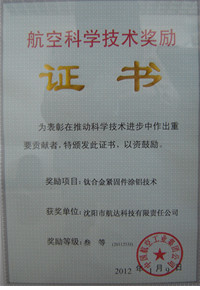 航空科学技术奖励
证书
为表彰在推动科学技术进步中作出重
要贡献者，特颁发此证书，以资鼓励。
奖励项目：钛合金紧固件涂铝技术
获奖单位：沈阳市航达科技有限责任公司
奖励等级：叁等
2012 月 日